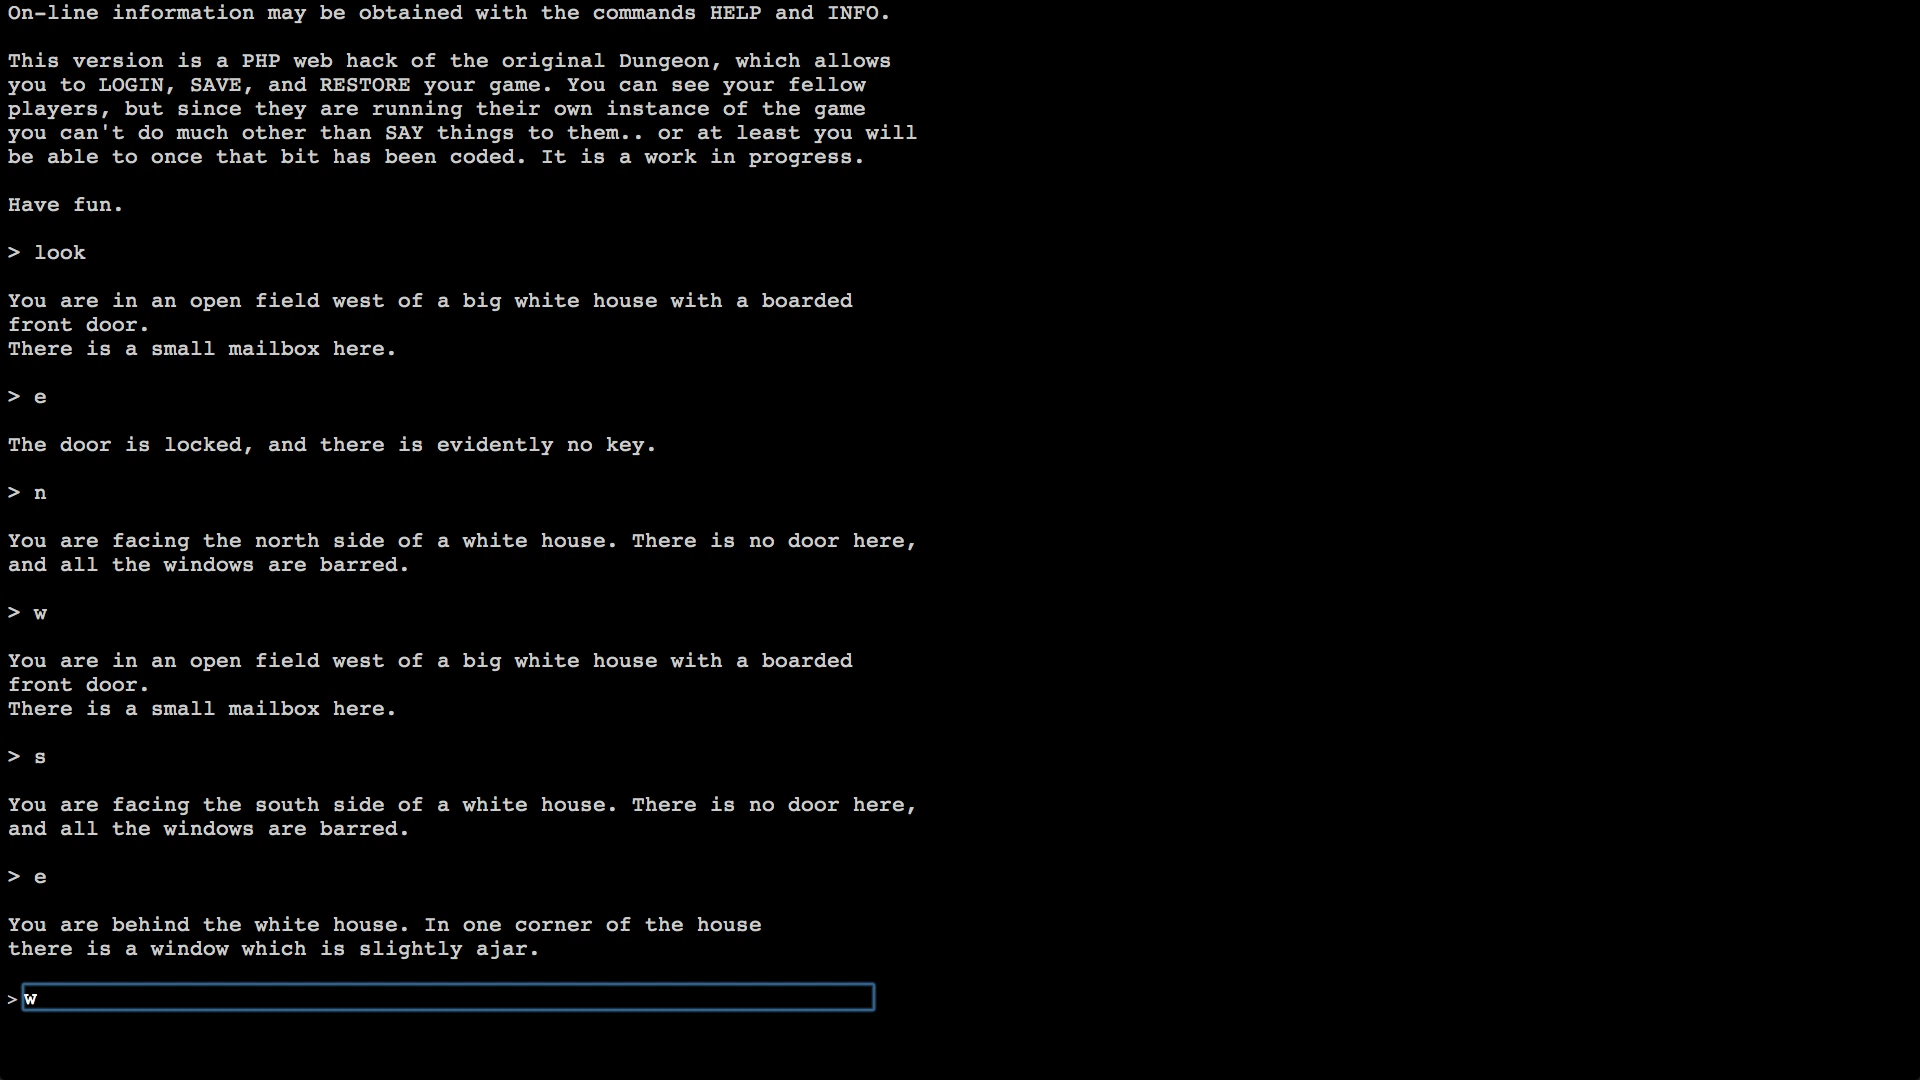 On-line information may be obtained with the commands HELP and INFO.
This version is a PHP web hack of the original Dungeon, which allows
you to LOGIN, SAVE, and RESTORE your game. You can see your fellow
players, but since they are running their own instance of the game
you can't do much other than SAY things to them.. or at least you will
be able to once that bit has been coded. It is a work in progress.
Have fun.
> look
You are in an open field west of a big white house with a boarded
front door.
There is a small mailbox here.
> e
The door is locked, and there is evidently no key.
> n
You are facing the north side of a white house. There is no door here,
and all the windows are barred.
> w
You are in an open field west of a big white house with a boarded
front door.
There is a small mailbox here.
> s
You are facing the south side of a white house. There is no door here,
and all the windows are barred.
> e
You are behind the white house. In one corner of the house
there is a window which is slightly ajar.
> w